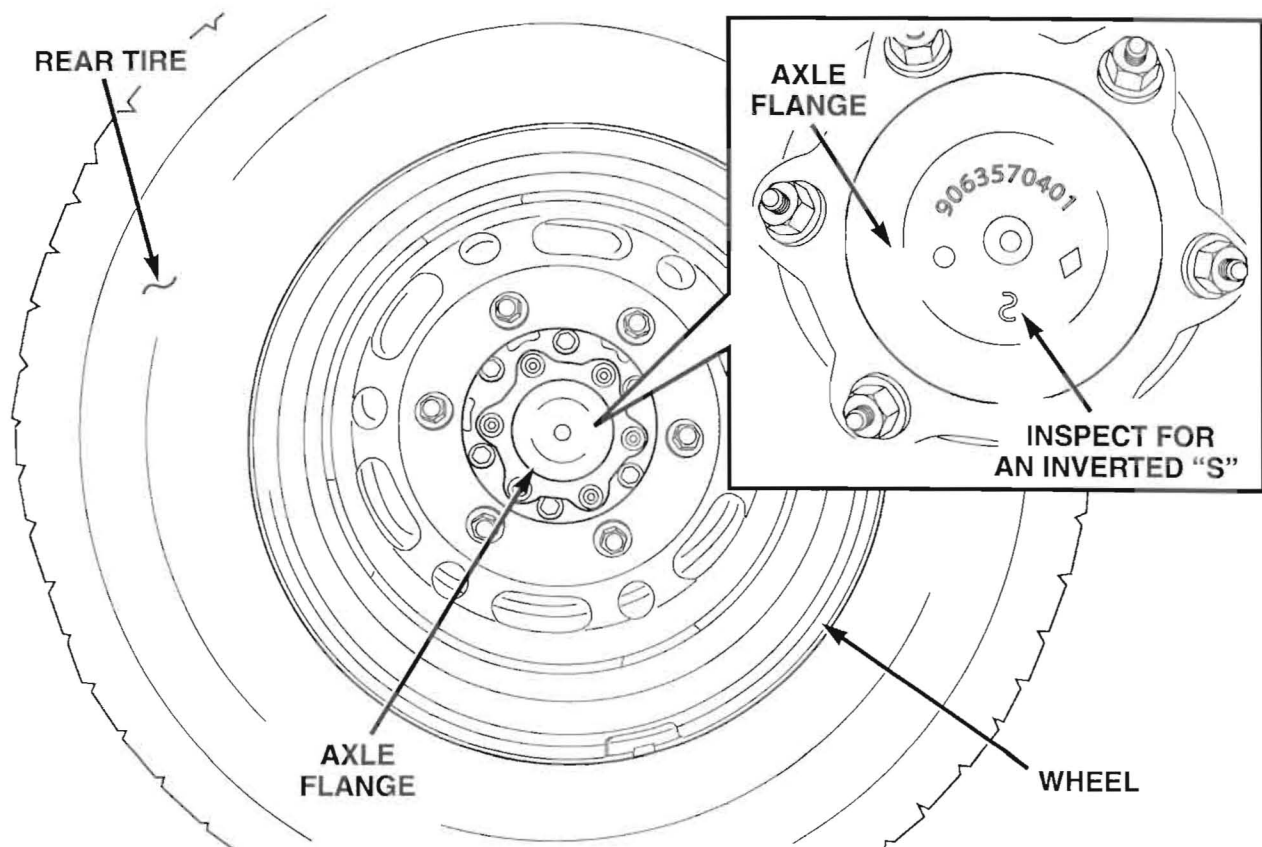 REAR TIRE
AXLE
FLANGE
9063570401
S
INSPECT FOR
AN INVERTED “S”
AXLE
FLANGE
WHEEL